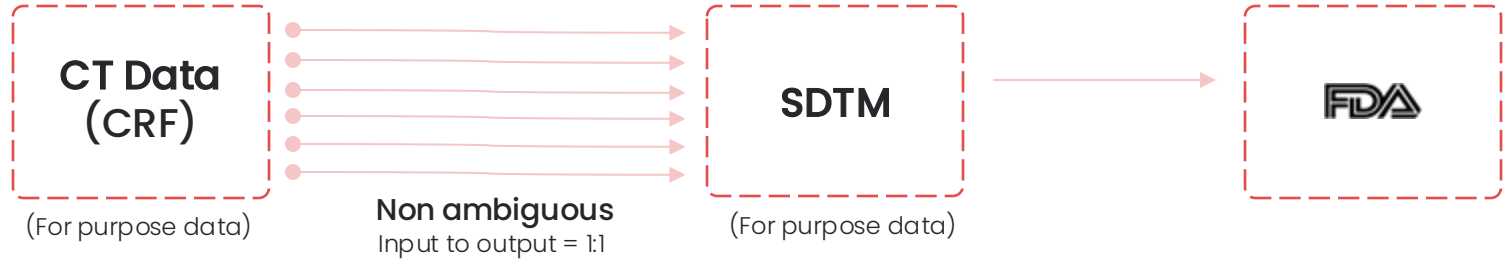 CT Data
(CRF)
(For purpose data)
Non ambiguous
Input to output = 1:1
SDTM
(For purpose data)
FDA